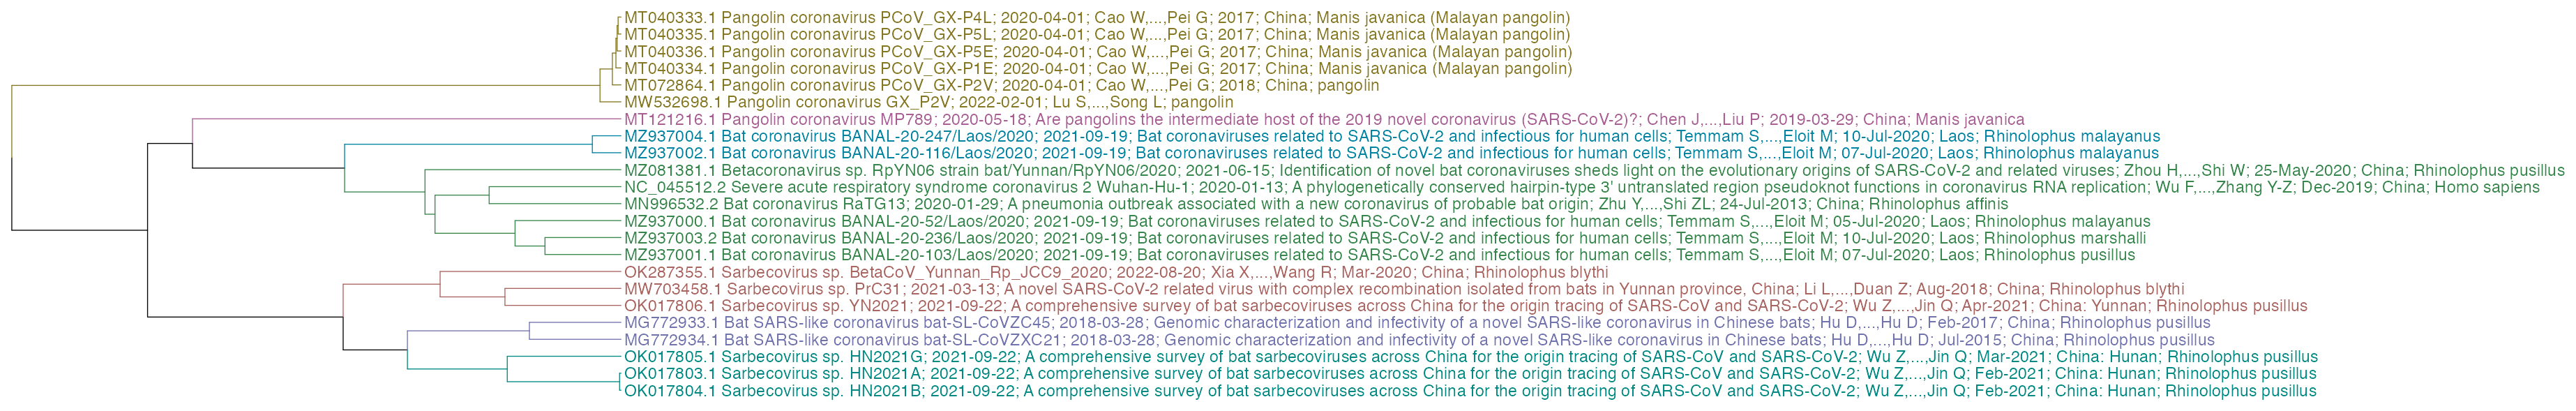 MT040333.1 Pangolin coronavirus PCoV_GX-P4L; 2020-04-01; Cao W,...,Pei G; 2017; China; Manis javanica (Malayan pangolin)
MT040335.1 Pangolin coronavirus PCoV_GX-P5L; 2020-04-01; Cao W,...,Pei G; 2017; China; Manis javanica (Malayan pangolin)
MT040336.1 Pangolin coronavirus PCoV_GX-P5E; 2020-04-01; Cao W,...,Pei G; 2017; China; Manis javanica (Malayan pangolin)
MT040334.1 Pangolin coronavirus PCoV_GX-P1E; 2020-04-01; Cao W,...,Pei G; 2017; China; Manis javanica (Malayan pangolin)
MT072864.1 Pangolin coronavirus PCoV_GX-P2V; 2020-04-01; Cao W,...,Pei G; 2018; China; pangolin
MW532698.1 Pangolin coronavirus GX_P2V; 2022-02-01; Lu S,...,Song L; pangolin
MT121216.1 Pangolin coronavirus MP789; 2020-05-18; Are pangolins the intermediate host of the 2019 novel coronavirus (SARS-CoV-2)?; Chen J,...,Liu P; 2019-03-29; China; Manis javanica
MZ937004.1 Bat coronavirus BANAL-20-247/Laos/2020; 2021-09-19; Bat coronaviruses related to SARS-CoV-2 and infectious for human cells; Temmam S,...,Eloit M; 10-Jul-2020; Laos; Rhinolophus malayanus
MZ937002.1 Bat coronavirus BANAL-20-116/Laos/2020; 2021-09-19; Bat coronaviruses related to SARS-CoV-2 and infectious for human cells; Temmam S,...,Eloit M; 07-Jul-2020; Laos; Rhinolophus malayanus
MZ081381.1 Betacoronavirus sp. RpYN06 strain bat/Yunnan/RpYN06/2020; 2021-06-15; Identification of novel bat coronaviruses sheds light on the evolutionary origins of SARS-CoV-2 and related viruses; Zhou H,...,Shi W; 25-May-2020; China; Rhinolophus pusillus
NC_045512.2 Severe acute respiratory syndrome coronavirus 2 Wuhan-Hu-1; 2020-01-13; A phylogenetically conserved hairpin-type 3' untranslated region pseudoknot functions in coronavirus RNA replication; Wu F,...,Zhang Y-Z; Dec-2019; China; Homo sapiens
MN996532.2 Bat coronavirus RaTG13; 2020-01-29; A pneumonia outbreak associated with a new coronavirus of probable bat origin; Zhu Y,...,Shi ZL; 24-Jul-2013; China; Rhinolophus affinis
MZ937000.1 Bat coronavirus BANAL-20-52/Laos/2020; 2021-09-19; Bat coronaviruses related to SARS-CoV-2 and infectious for human cells; Temmam S,...,Eloit M; 05-Jul-2020; Laos; Rhinolophus malayanus
MZ937003.2 Bat coronavirus BANAL-20-236/Laos/2020; 2021-09-19; Bat coronaviruses related to SARS-CoV-2 and infectious for human cells; Temmam S,...,Eloit M; 10-Jul-2020; Laos; Rhinolophus marshalli
MZ937001.1 Bat coronavirus BANAL-20-103/Laos/2020; 2021-09-19; Bat coronaviruses related to SARS-CoV-2 and infectious for human cells; Temmam S,...,Eloit M; 07-Jul-2020; Laos; Rhinolophus pusillus
OK287355.1 Sarbecovirus sp. BetaCoV_Yunnan_Rp_JCC9_2020; 2022-08-20; Xia X,...,Wang R; Mar-2020; China; Rhinolophus blythi
MW703458.1 Sarbecovirus sp. PrC31; 2021-03-13; A novel SARS-CoV-2 related virus with complex recombination isolated from bats in Yunnan province, China; Li L,...,Duan Z; Aug-2018; China; Rhinolophus blythi
OK017806.1 Sarbecovirus sp. YN2021; 2021-09-22; A comprehensive survey of bat sarbecoviruses across China for the origin tracing of SARS-CoV and SARS-CoV-2; Wu Z,...,Jin Q; Apr-2021; China: Yunnan; Rhinolophus pusillus
MG772933.1 Bat SARS-like coronavirus bat-SL-CoVZC45; 2018-03-28; Genomic characterization and infectivity of a novel SARS-like coronavirus in Chinese bats; Hu D,...,Hu D; Feb-2017; China; Rhinolophus pusillus
MG772934.1 Bat SARS-like coronavirus bat-SL-CoVZXC21; 2018-03-28; Genomic characterization and infectivity of a novel SARS-like coronavirus in Chinese bats; Hu D,...,Hu D; Jul-2015; China; Rhinolophus pusillus
OK017805.1 Sarbecovirus sp. HN2021G; 2021-09-22; A comprehensive survey of bat sarbecoviruses across China for the origin tracing of SARS-CoV and SARS-CoV-2; Wu Z,...,Jin Q; Mar-2021; China: Hunan; Rhinolophus pusillus
OK017803.1 Sarbecovirus sp. HN2021A; 2021-09-22; A comprehensive survey of bat sarbecoviruses across China for the origin tracing of SARS-CoV and SARS-CoV-2; Wu Z,...,Jin Q; Feb-2021; China: Hunan; Rhinolophus pusillus
OK017804.1 Sarbecovirus sp. HN2021B; 2021-09-22; A comprehensive survey of bat sarbecoviruses across China for the origin tracing of SARS-CoV and SARS-CoV-2; Wu Z,...,Jin Q; Feb-2021; China: Hunan; Rhinolophus pusillus